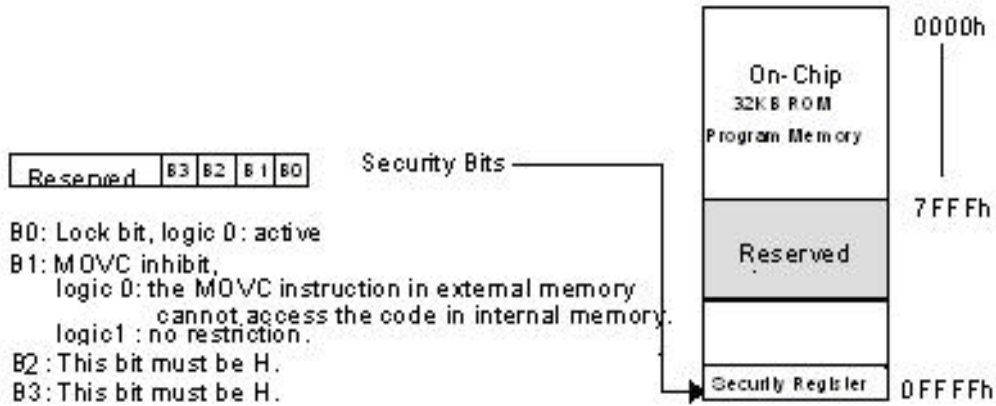 Reserved B3 B2 B1 B0
B0: Lock bit, logic 0: active
B1: MOVC inhibit,
logic 0: the MOVC instruction in external memory
cannot access the code in internal memory.
logic1 : no restriction.
B2 : This bit must be H.
B3: This bit must be H.
Security Bits
On-Chip
32KB ROM
Program Memory
Reserved
Security Register
0000h
7FFFh
0FFFFh